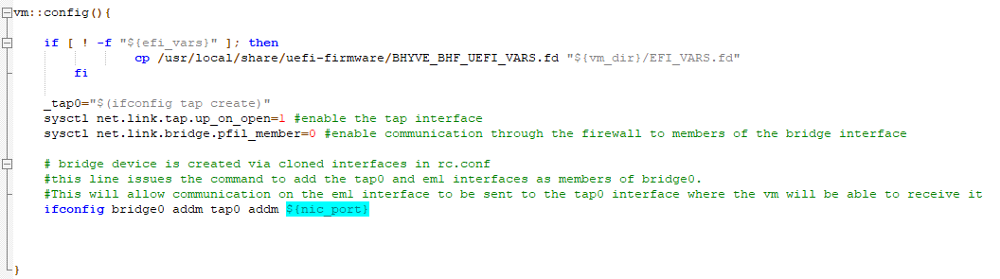 vm::config(){
if [ ! -f "${efi_vars}" ]; then
cp /usr/local/share/uefi-firmware/BHYVE_BHF_UEFI_VARS.fd "${vm_dir}/EFI_VARS.fd"
fi
_tap0="$(ifconfig tap create)"
sysctl net.link.tap.up_on_open=1 #enable the tap interface
sysctl net.link.bridge.pfil_member=0 #enable communication through the firewall to members of the bridge interface
# bridge device is created via cloned interfaces in rc.conf
#this line issues the command to add the tap0 and em1 interfaces as members of bridge0.
#This will allow communication on the em1 interface to be sent to the tap0 interface where the vm will be able to receive it
ifconfig bridge0 addm tap0 addm ${nic_port}
}